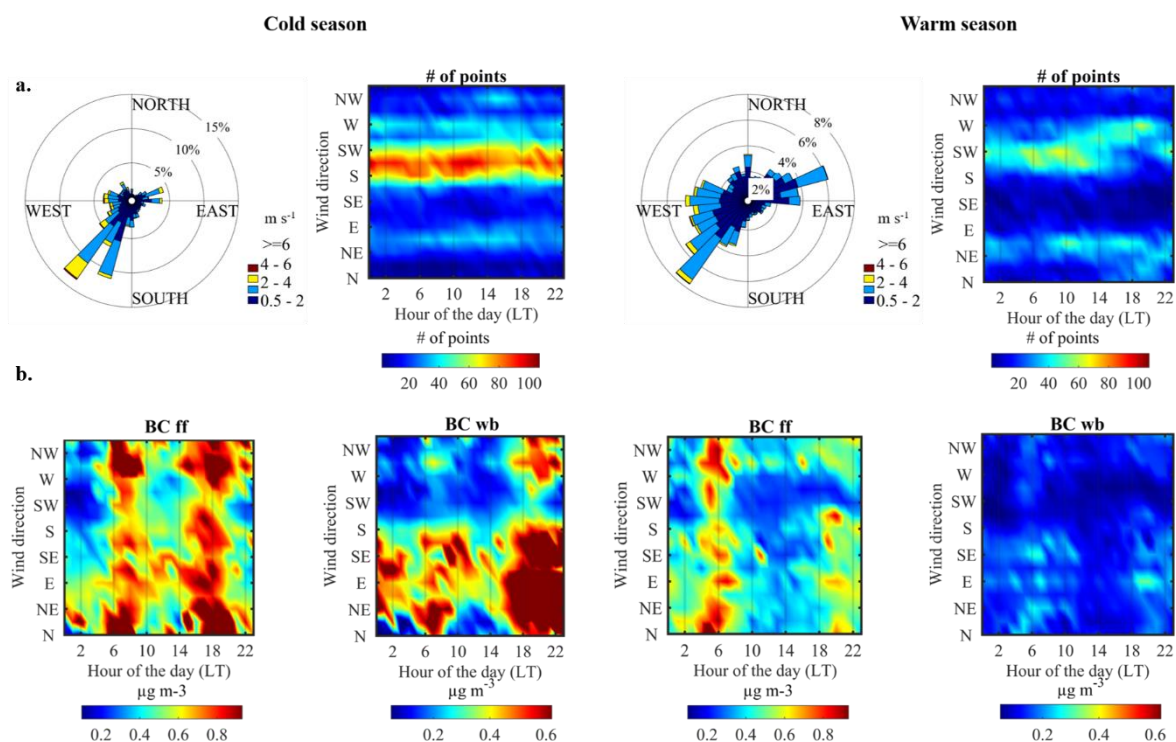 Cold season
Warm season
a.
NORTH
15%
10%
5%
WEST
EAST
SOUTH
m s-1
>=6
4 - 6
2 - 4
0.5 - 2
# of points
Wind direction
NW
W
SW
S
SE
E
NE
N
2 6 10 14 18 22
Hour of the day (LT)
# of points
20 40 60 80 100
NORTH
8%
6%
4%
2%
WEST
EAST
SOUTH
m s-1
>=6
4 - 6
2 - 4
0.5 - 2
# of points
Wind direction
NW
W
SW
S
SE
E
NE
N
2 6 10 14 18 22
Hour of the day (LT)
# of points
20 40 60 80 100
b.
BC ff
Wind direction
NW
W
SW
S
SE
E
NE
N
2 6 10 14 18 22
Hour of the day (LT)
µg m-3
0.2 0.4 0.6 0.8
BC wb
Wind direction
NW
W
SW
S
SE
E
NE
N
2 6 10 14 18 22
Hour of the day (LT)
µg m-3
0.2 0.4 0.6
BC ff
Wind direction
NW
W
SW
S
SE
E
NE
N
2 6 10 14 18 22
Hour of the day (LT)
µg m-3
0.2 0.4 0.6 0.8
BC wb
Wind direction
NW
W
SW
S
SE
E
NE
N
2 6 10 14 18 22
Hour of the day (LT)
µg m-3
0.2 0.4 0.6